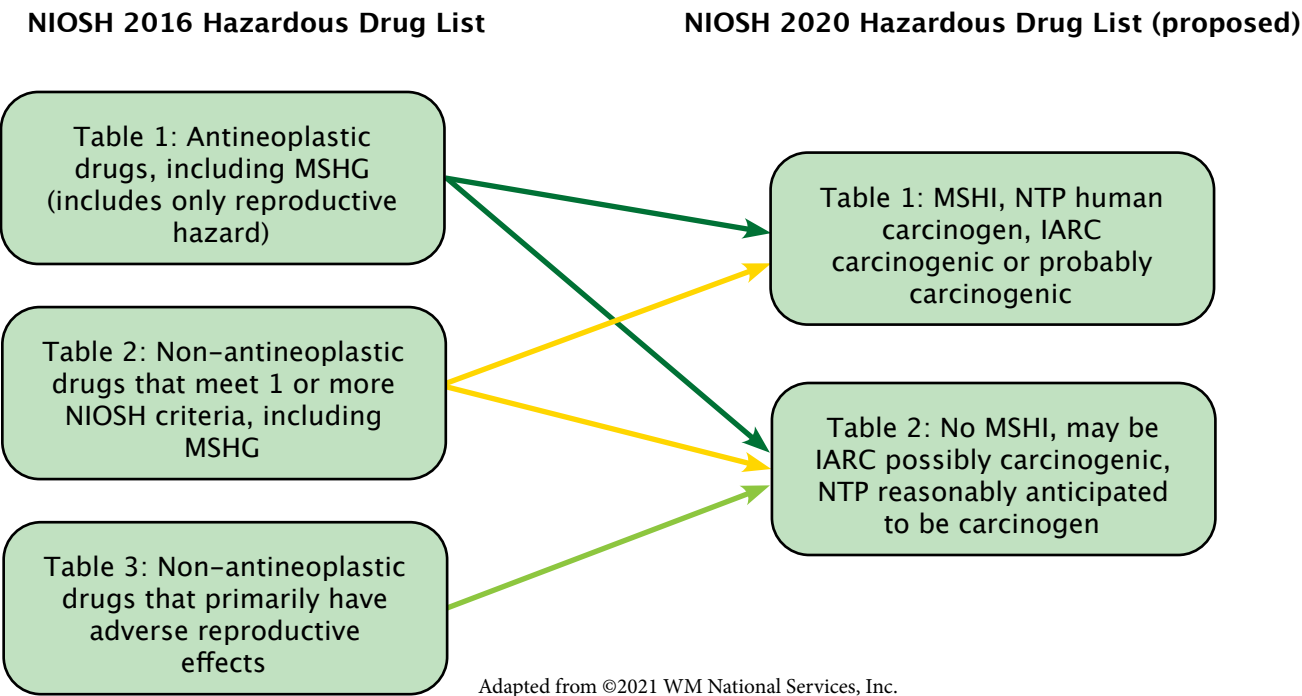 NIOSH 2016 Hazardous Drug List
NIOSH 2020 Hazardous Drug List (proposed)
Table 1: Antineoplastic
drugs, including MSHG
(includes only reproductive
hazard)
Table 2: Non-antineoplastic
drugs that meet 1 or more
NIOSH criteria, including
MSHG
Table 3: Non-antineoplastic
drugs that primarily have
adverse reproductive
effects
Table 1: MSHI, NTP human
carcinogen, IARC
carcinogenic or probably
carcinogenic
Table 2: No MSHI, may be
IARC possibly carcinogenic,
NTP reasonably anticipated
to be carcinogen
Adapted from ©2021 WM National Services, Inc.